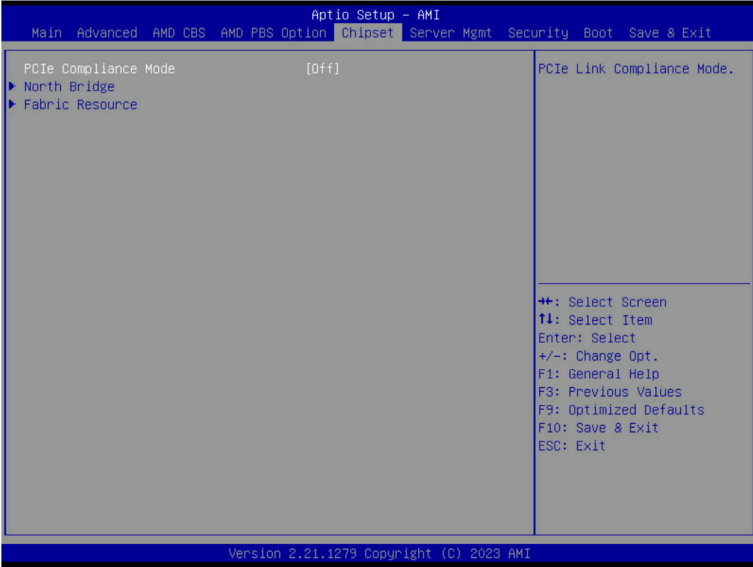 Aptio Setup – AMI
Main Advanced AMD CBS AMD PBS Option Chipset Server Mgmt Security Boot Save & Exit
PCIe Compliance Mode [Off]
North Bridge
Fabric Resource
PCIe Link Compliance Mode.
→←: Select Screen
↑↓: Select Item
Enter: Select
+/-: Change Opt.
F1: General Help
F3: Previous Values
F9: Optimized Defaults
F10: Save & Exit
ESC: Exit
Version 2.21.1279 Copyright (C) 2023 AMI